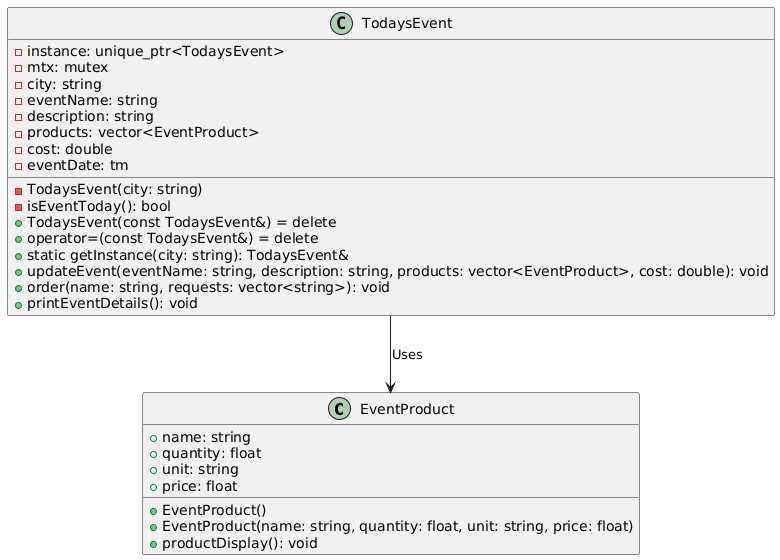 C TodaysEvent
instance: unique_ptr<TodaysEvent>
mtx: mutex
city: string
eventName: string
description: string
products: vector<EventProduct>
cost: double
eventDate: tm
TodaysEvent(city: string)
isEventToday(): bool
TodaysEvent(const TodaysEvent&) = delete
operator=(const TodaysEvent&) = delete
static getInstance(city: string): TodaysEvent&
updateEvent(eventName: string, description: string, products: vector<EventProduct>, cost: double): void
order(name: string, requests: vector<string>): void
printEventDetails(): void
Uses
C EventProduct
name: string
quantity: float
unit: string
price: float
EventProduct()
EventProduct(name: string, quantity: float, unit: string, price: float)
productDisplay(): void